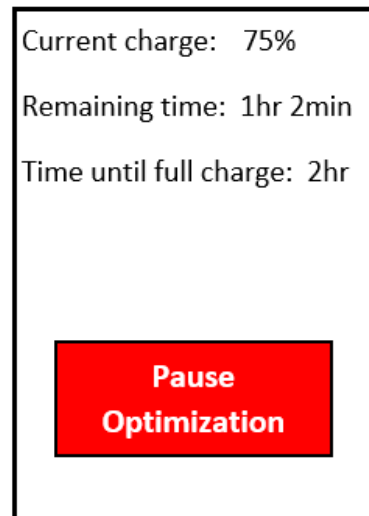 Current charge: 75%
Remaining time: 1hr 2min
Time until full charge: 2hr
Pause
Optimization